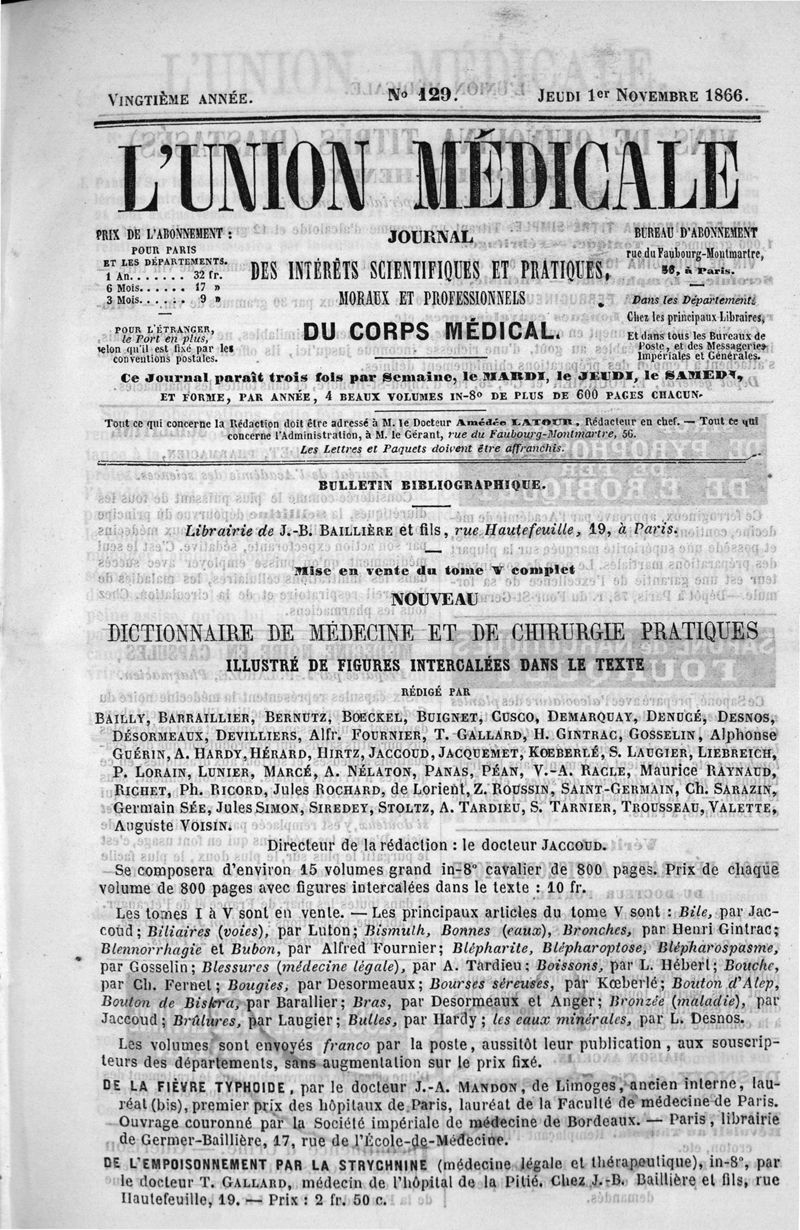 VINGTIÈME ANNÉE.
No 129.
JEUDI 1er NOVEMBRE 1866.
L'UNION MÉDICALE
PRIX DE L'ABONNEMENT :
POUR PARIS
ET LES DÉPARTEMENTS.
1 An....... 32 fr.
6 Mois...... 17 »
3 Mois...... 9 »
POUR L'ÉTRANGER,
le Port en plus,
selon qu'il est fixé par les
conventions postales.
JOURNAL
DES INTÉRÊTS SCIENTIFIQUES ET PRATIQUES,
MORAUX ET PROFESSIONNELS
DU CORPS MÉDICAL.
BUREAU D'ABONNEMENT
rue du Faubourg-Montmartre,
56, à Paris.
Dans les Départements
Chez les principaux Libraires,
Et dans tous les Bureaux de
Poste, et des Messageries
Impériales et Générales.
Ce Journal paraît trois fois par Semaine, le MARDI, le JEUDI, le SAMEDI,
ET FORME, PAR ANNÉE, 4 BEAUX VOLUMES IN-8o DE PLUS DE 600 PAGES CHACUN.
Tout ce qui concerne la Rédaction doit être adressé à M. le Docteur Amédée LATOUR, Rédacteur en chef. — Tout ce qui
concerne l'Administration, à M. le Gérant, rue du Faubourg-Montmartre, 56.
Les Lettres et Paquets doivent être affranchis.
BULLETIN BIBLIOGRAPHIQUE.
Librairie de J.-B. BAILLIÈRE et fils, rue Hautefeuille, 19, à Paris.
Mise en vente du tome V complet
NOUVEAU
DICTIONNAIRE DE MÉDECINE ET DE CHIRURGIE PRATIQUES
ILLUSTRÉ DE FIGURES INTERCALÉES DANS LE TEXTE
RÉDIGÉ PAR
BAILLY, BARRAILLIER, BERNUTZ, BOECKEL, BUIGNET, CUSCO, DEMARQUAY, DENUCÉ, DESNOS,
DÉSORMEAUX, DEVILLIERS, Alfr. FOURNIER, T. GALLARD, H. GINTRAC, GOSSELIN, Alphonse
GUÉRIN, A. HARDY, HÉRARD, HIRTZ, JACCOUD, JACQUEMET, KŒBERLÉ, S. LAUGIER, LIEBREICH,
P. LORAIN, LUNIER, MARCÉ, A. NÉLATON, PANAS, PÉAN, V.-A. RACLE, Maurice RAYNAUD,
RICHET, Ph. RICORD, Jules ROCHARD, de Lorient, Z. ROUSSIN, SAINT-GERMAIN, Ch. SARAZIN,
Germain SÉE, Jules SIMON, SIREDEY, STOLTZ, A. TARDIEU, S. TARNIER, TROUSSEAU, VALETTE,
Auguste VOISIN.
Directeur de la rédaction : le docteur JACCOUD.
Se composera d'environ 15 volumes grand in-8° cavalier de 800 pages. Prix de chaque
volume de 800 pages avec figures intercalées dans le texte : 10 fr.
Les tomes I à V sont en vente. — Les principaux articles du tome V sont : Bile, par Jac-
coud; Biliaires (voies), par Luton; Bismuth, Bonnes (eaux), Bronches, par Henri Gintrac;
Blennorrhagie et Bubon, par Alfred Fournier; Blépharite, Blépharoptose, Blépharospasme,
par Gosselin; Blessures (médecine légale), par A. Tardieu; Boissons, par L. Hébert; Bouche,
par Ch. Fernet; Bougies, par Desormeaux; Bourses séreuses, par Kœberlé; Bouton d'Alep,
Bouton de Biskra, par Barallier; Bras, par Desormeaux et Anger; Bronzée (maladie), par
Jaccoud; Brûlures, par Laugier; Bulles, par Hardy; les eaux minérales, par L. Desnos.
Les volumes sont envoyés franco par la poste, aussitôt leur publication, aux souscrip-
teurs des départements, sans augmentation sur le prix fixé.
DE LA FIÈVRE TYPHOIDE, par le docteur J.-A. MANDON, de Limoges, ancien interne, lau-
réat (bis), premier prix des hôpitaux de Paris, lauréat de la Faculté de médecine de Paris.
Ouvrage couronné par la Société impériale de médecine de Bordeaux. — Paris, librairie
de Germer-Baillière, 17, rue de l'École-de-Médecine.
DE L'EMPOISONNEMENT PAR LA STRYCHNINE (médecine légale et thérapeutique), in-8°, par
le docteur T. GALLARD, médecin de l'hôpital de la Pitié. Chez J.-B. Baillière et fils, rue
Hautefeuille, 19. — Prix : 2 fr. 50 c.